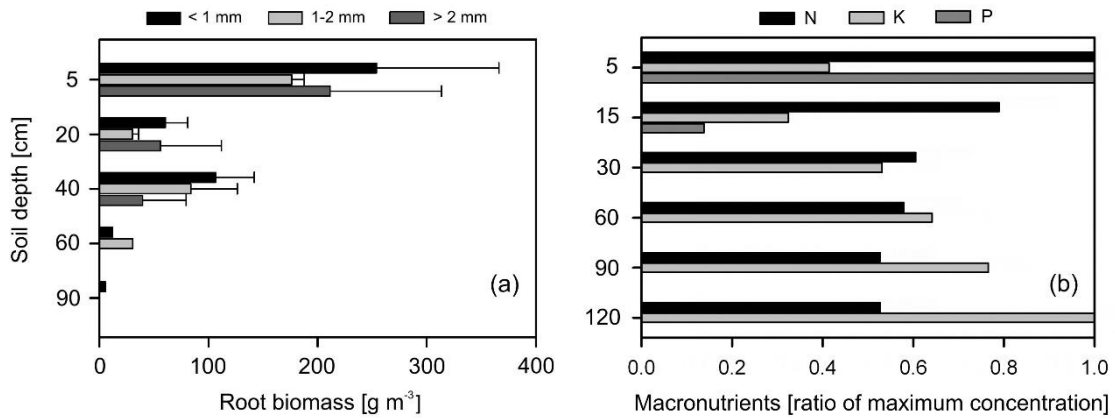 < 1 mm 1-2 mm > 2 mm
Soil depth [cm]
5
20
40
60
90
(a)
0 100 200 300 400
Root biomass [g m⁻³]
N K P
5
15
30
60
90
120
(b)
0.0 0.2 0.4 0.6 0.8 1.0
Macronutrients [ratio of maximum concentration]